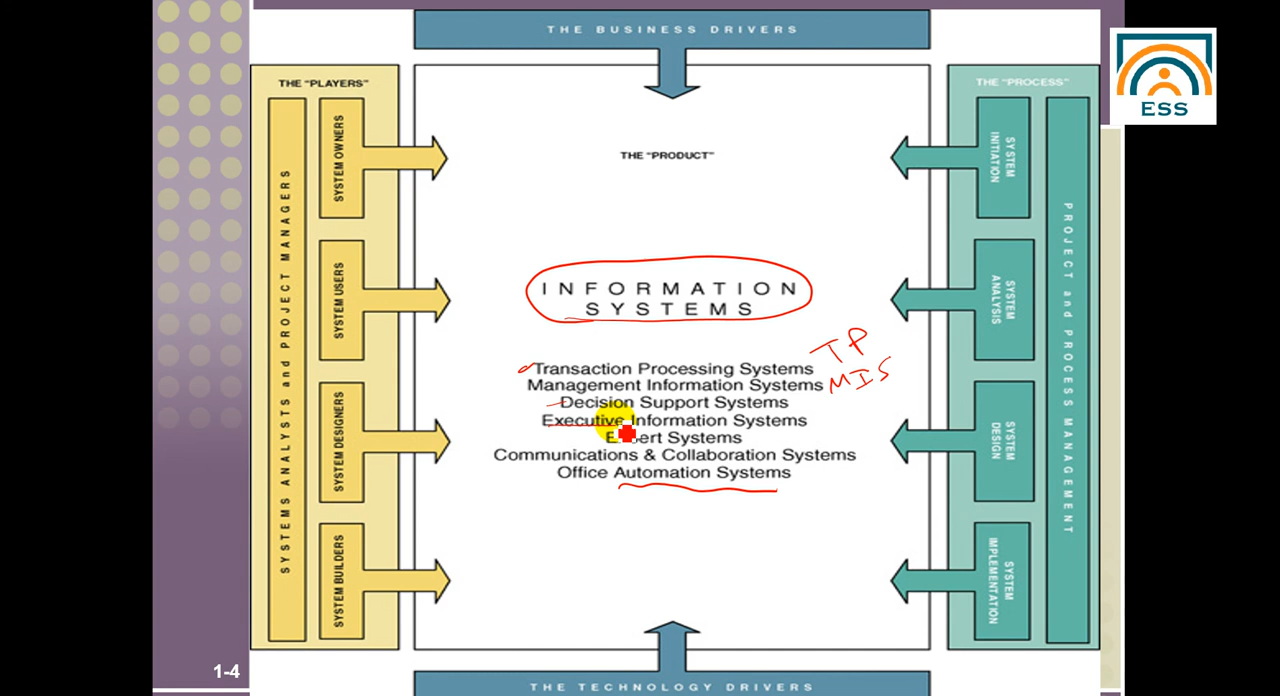 THE BUSINESS DRIVERS
ESS
THE "PLAYERS"
SYSTEMS ANALYSTS and PROJECT MANAGERS
SYSTEM OWNERS
SYSTEM USERS
SYSTEM DESIGNERS
SYSTEM BUILDERS
THE "PRODUCT"
INFORMATION
SYSTEMS
Transaction Processing Systems
TP
Management Information Systems
MIS
Decision Support Systems
Executive Information Systems
Systems
Communications & Collaboration Systems
Office Automation Systems
THE "PROCESS"
SYSTEM
INITIATION
SYSTEM
ANALYSIS
SYSTEM
DESIGN
SYSTEM
IMPLEMENTATION
PROJECT and PROCESS MANAGEMENT
1-4
THE TECHNOLOGY DRIVERS